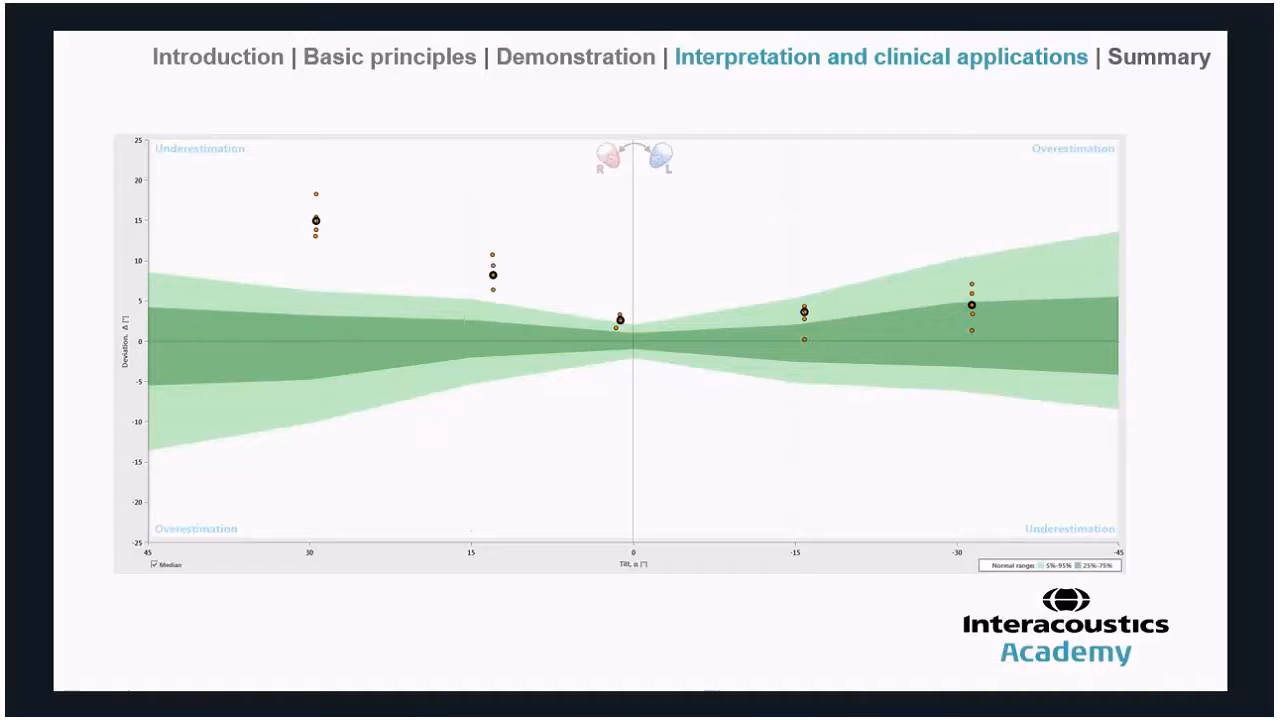 Introduction | Basic principles | Demonstration | Interpretation and clinical applications | Summary
Underestimation
Overestimation
R
L
25
20
15
10
5
0
-5
-10
-15
-20
-25
Deviation, Δ [°]
Overestimation
Underestimation
45
30
15
0
-15
-30
-45
Median
Tilt, α [°]
Normal range: 5%-95% 25%-75%
Interacoustics
Academy